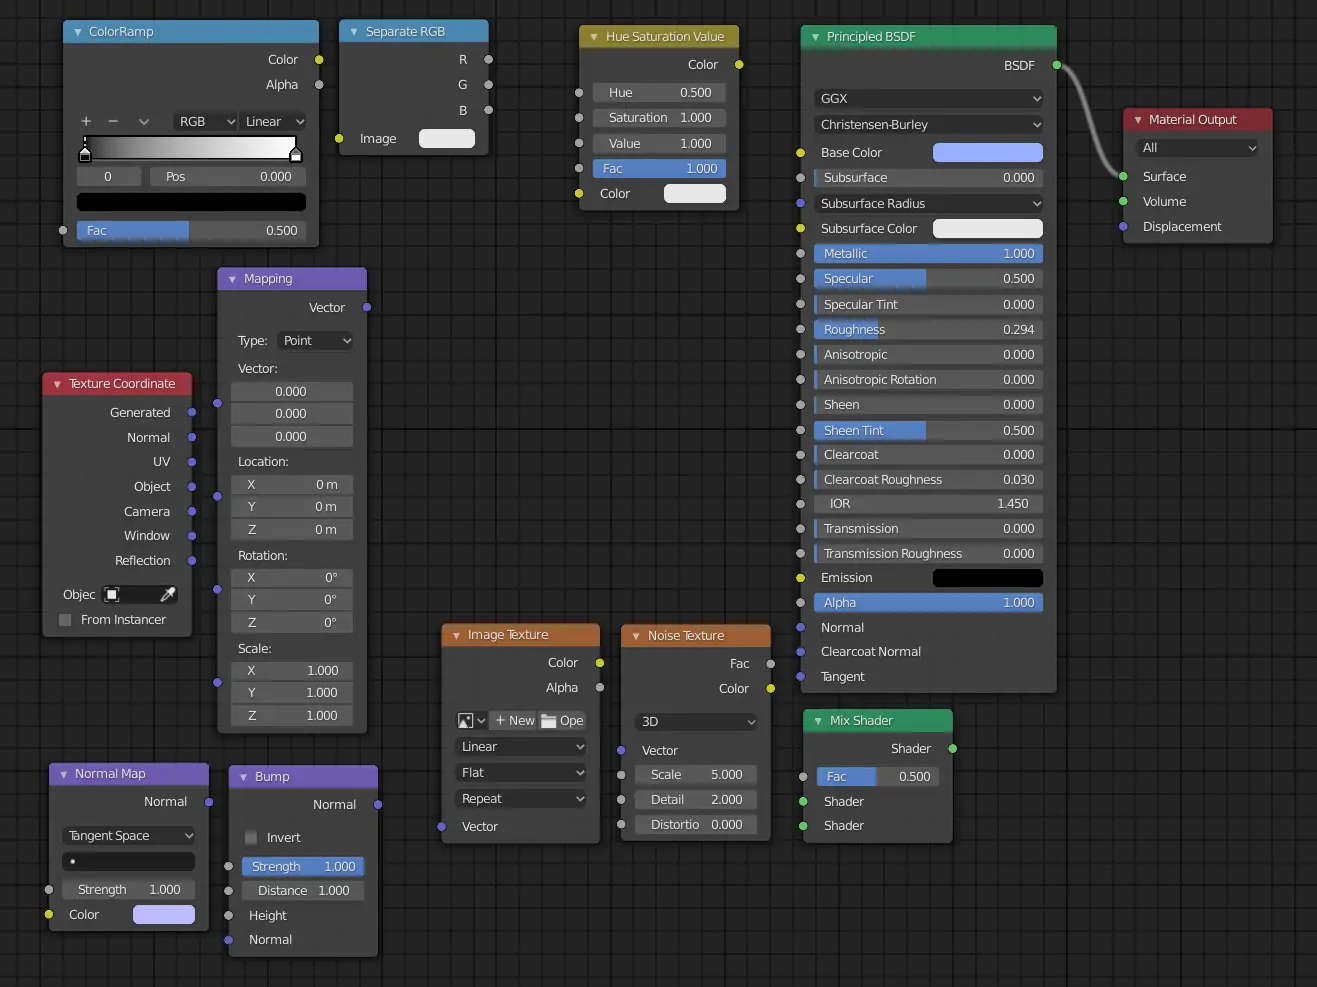 ColorRamp
Color
Alpha
RGB
Linear
0
Pos 0.000
Fac 0.500
Separate RGB
R
G
B
Image
Hue Saturation Value
Color
Hue 0.500
Saturation 1.000
Value 1.000
Fac 1.000
Color
Principled BSDF
BSDF
GGX
Christensen-Burley
Base Color
Subsurface 0.000
Subsurface Radius
Subsurface Color
Metallic 1.000
Specular 0.500
Specular Tint 0.000
Roughness 0.294
Anisotropic 0.000
Anisotropic Rotation 0.000
Sheen 0.000
Sheen Tint 0.500
Clearcoat 0.000
Clearcoat Roughness 0.030
IOR 1.450
Transmission 0.000
Transmission Roughness 0.000
Emission
Alpha 1.000
Normal
Clearcoat Normal
Tangent
Material Output
All
Surface
Volume
Displacement
Texture Coordinate
Generated
Normal
UV
Object
Camera
Window
Reflection
Objec
From Instancer
Mapping
Vector
Type: Point
Vector:
0.000
0.000
0.000
Location:
X 0 m
Y 0 m
Z 0 m
Rotation:
X 0°
Y 0°
Z 0°
Scale:
X 1.000
Y 1.000
Z 1.000
Image Texture
Color
Alpha
+ New Ope
Linear
Flat
Repeat
Vector
Noise Texture
Fac
Color
3D
Vector
Scale 5.000
Detail 2.000
Distortio 0.000
Mix Shader
Shader
Fac 0.500
Shader
Shader
Normal Map
Normal
Tangent Space
Strength 1.000
Color
Bump
Normal
Invert
Strength 1.000
Distance 1.000
Height
Normal